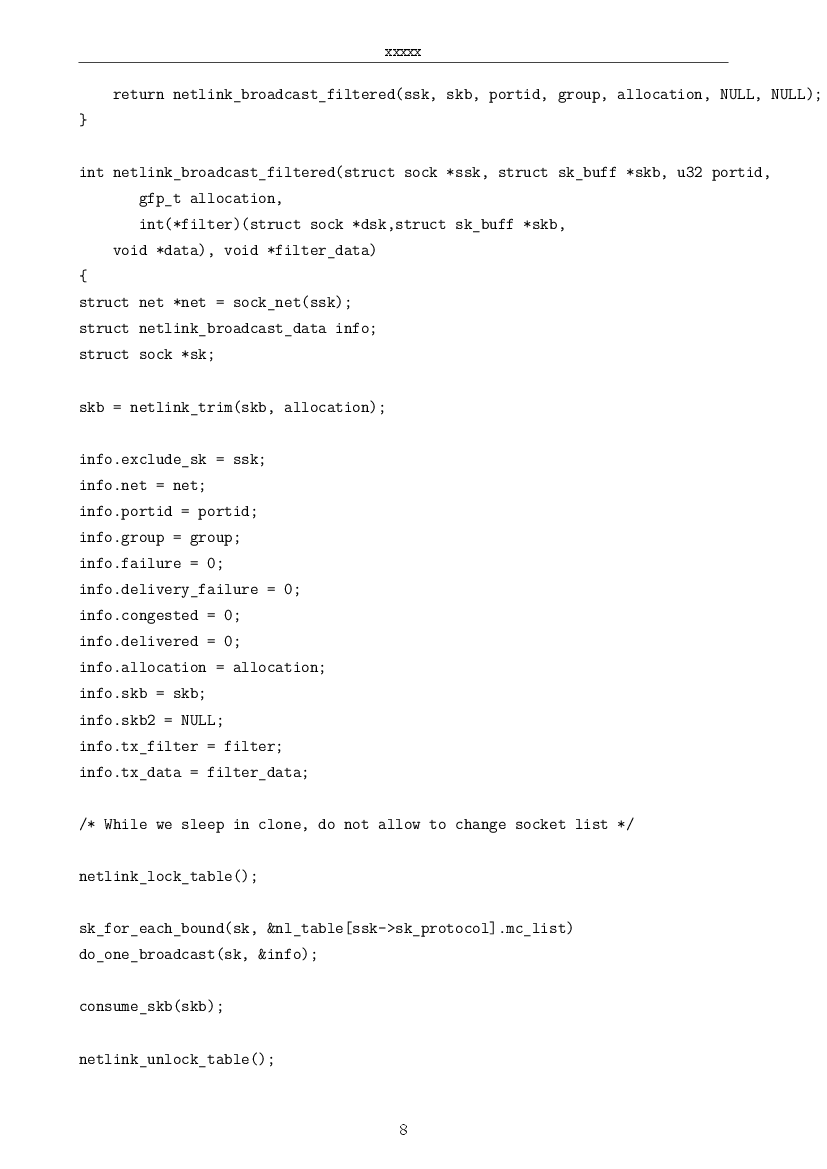 xxxxx
return netlink_broadcast_filtered(ssk, skb, portid, group, allocation, NULL, NULL);
}
int netlink_broadcast_filtered(struct sock *ssk, struct sk_buff *skb, u32 portid,
gfp_t allocation,
int(*filter)(struct sock *dsk,struct sk_buff *skb,
void *data), void *filter_data)
{
struct net *net = sock_net(ssk);
struct netlink_broadcast_data info;
struct sock *sk;
skb = netlink_trim(skb, allocation);
info.exclude_sk = ssk;
info.net = net;
info.portid = portid;
info.group = group;
info.failure = 0;
info.delivery_failure = 0;
info.congested = 0;
info.delivered = 0;
info.allocation = allocation;
info.skb = skb;
info.skb2 = NULL;
info.tx_filter = filter;
info.tx_data = filter_data;
/* While we sleep in clone, do not allow to change socket list */
netlink_lock_table();
sk_for_each_bound(sk, &nl_table[ssk->sk_protocol].mc_list)
do_one_broadcast(sk, &info);
consume_skb(skb);
netlink_unlock_table();
8